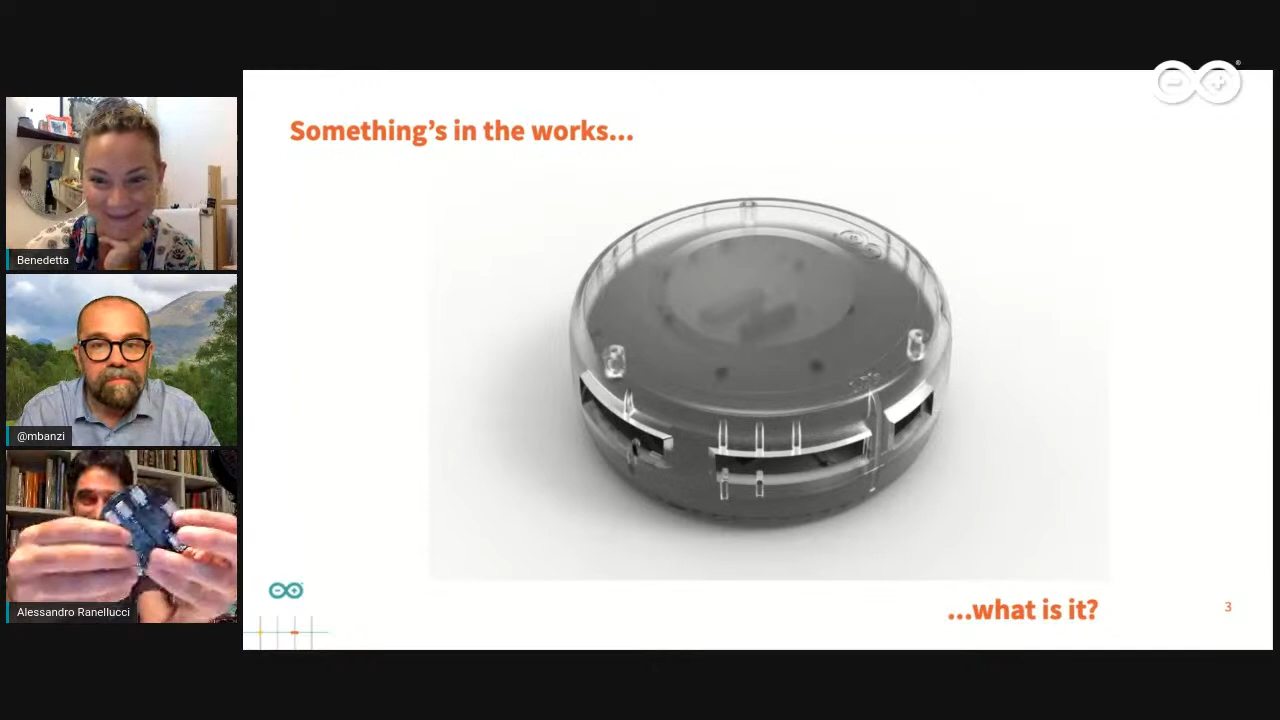 Something's in the works...
Benedetta
@mbanzi
Alessandro Ranellucci
...what is it?
3